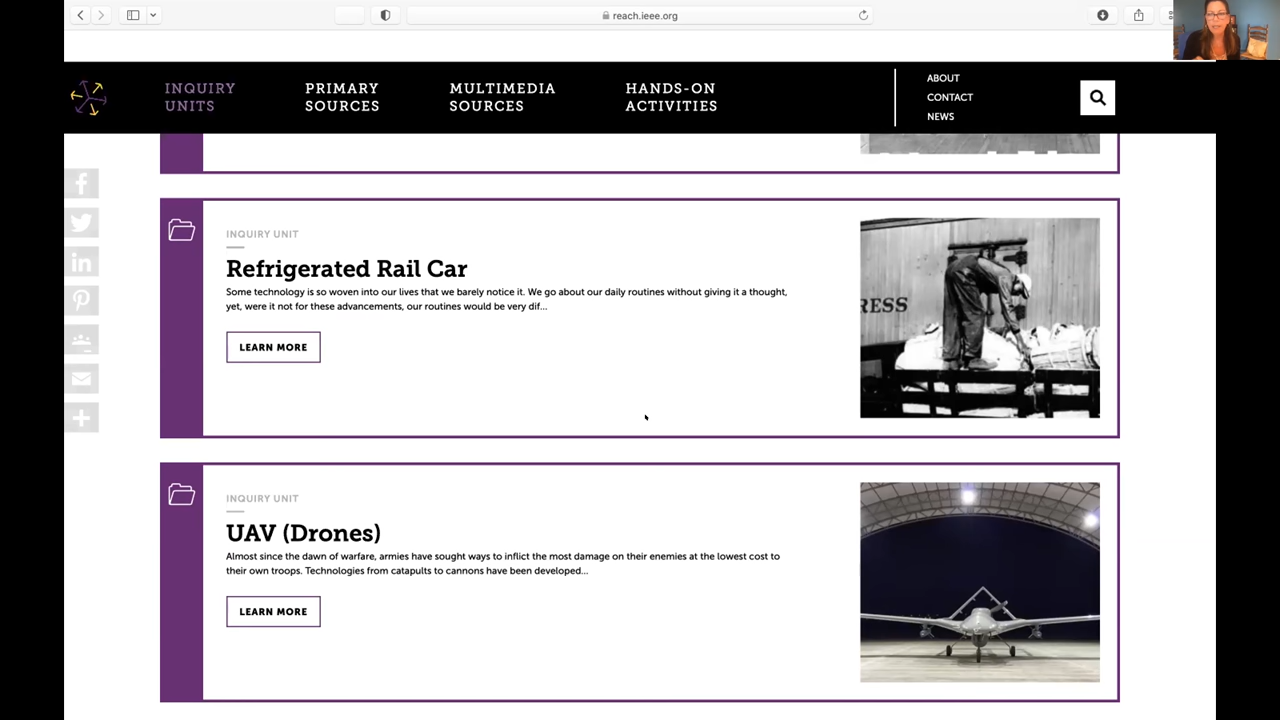 reach.ieee.org
INQUIRY
UNITS
PRIMARY
SOURCES
MULTIMEDIA
SOURCES
HANDS-ON
ACTIVITIES
ABOUT
CONTACT
NEWS
INQUIRY UNIT
Refrigerated Rail Car
Some technology is so woven into our lives that we barely notice it. We go about our daily routines without giving it a thought,
yet, were it not for these advancements, our routines would be very dif...
LEARN MORE
RESS
INQUIRY UNIT
UAV (Drones)
Almost since the dawn of warfare, armies have sought ways to inflict the most damage on their enemies at the lowest cost to
their own troops. Technologies from catapults to cannons have been developed...
LEARN MORE